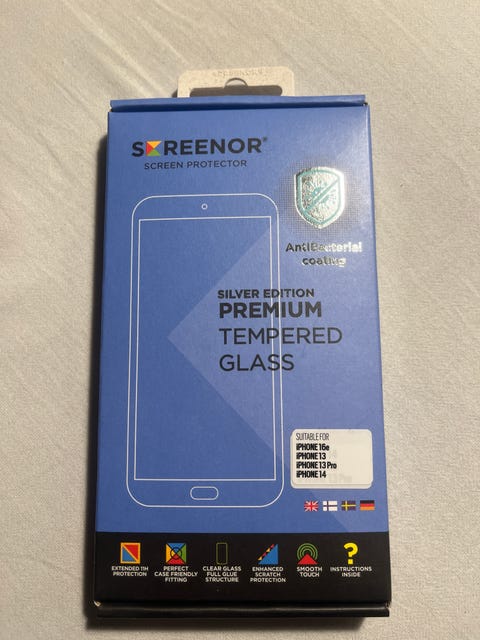 SCREENOR®
SCREEN PROTECTOR
AntiBacterial
coating
SILVER EDITION
PREMIUM
TEMPERED
GLASS
SUITABLE FOR
iPHONE 16e
iPHONE 13
iPHONE 13 Pro
iPHONE 14
EXTENDED 11H
PROTECTION
PERFECT
CASE FRIENDLY
FITTING
CLEAR GLASS
FULL GLUE
STRUCTURE
ENHANCED
SCRATCH
PROTECTION
SMOOTH
TOUCH
?
INSTRUCTIONS
INSIDE